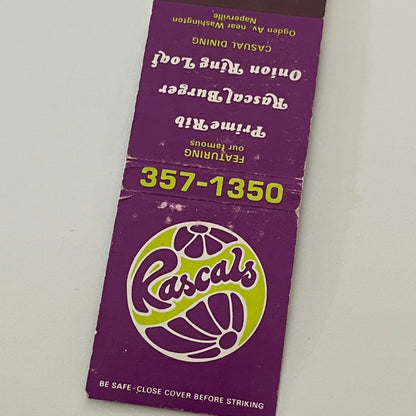 Rascals
BE SAFE-CLOSE COVER BEFORE STRIKING
357-1350
FEATURING
our famous
Prime Rib
Rascal Burger
Onion Ring Loaf
CASUAL DINING
Ogden Av. near Washington
Naperville